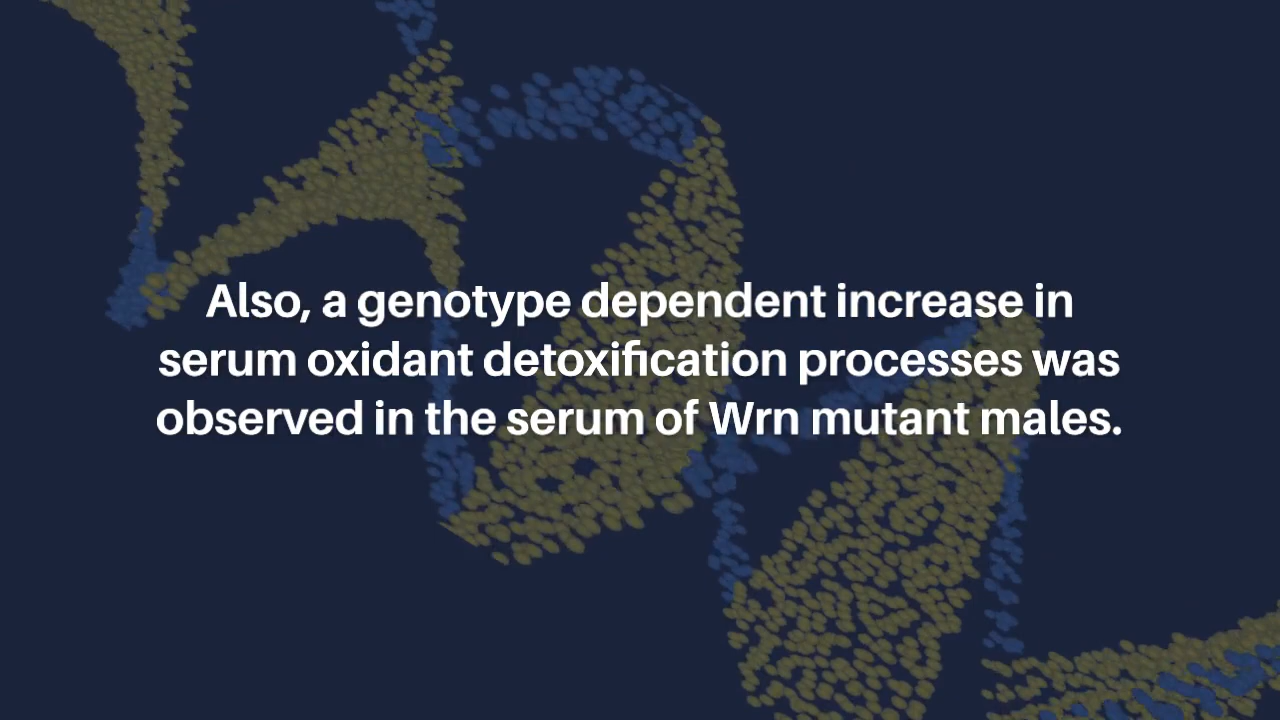 Also, a genotype dependent increase in
serum oxidant detoxification processes was
observed in the serum of Wrn mutant males.